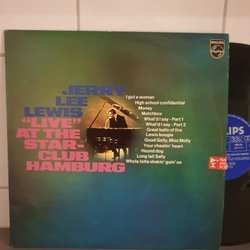 PHILIPS
JERRY
LEE
LEWIS
"LIVE"
AT THE
STAR-
CLUB
HAMBURG
I got a woman
High school confidential
Money
Matchbox
What'd I say - Part 1
What'd I say - Part 2
Great balls of fire
Lewis boogie
Good Golly, Miss Molly
Your cheatin' heart
Hound dog
Long tall Sally
Whole lotta shakin' goin' on
IPS
33⅓